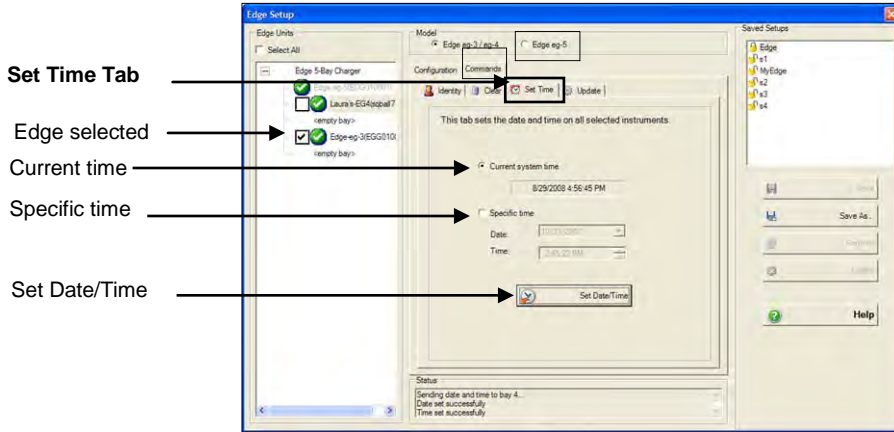 Edge Setup
Edge Units
Select All
Edge 5-Bay Charger
Laura's-EG4(sqball7
<empty bay>
Edge-eg-3(EGG010(
<empty bay>
Model
Edge eg-3 / eg-4
Edge eg-5
Configuration
Commands
Identity
Clear
Set Time
Update
This tab sets the date and time on all selected instruments.
Current system time
8/29/2008 4:56:45 PM
Specific time
Date:
Time:
Set Date/Time
Status
Sending date and time to bay 4...
Date set successfully
Time set successfully
Saved Setups
Edge
s1
MyEdge
s2
s3
s4
Save As..
Help
Set Time Tab
Edge selected
Current time
Specific time
Set Date/Time